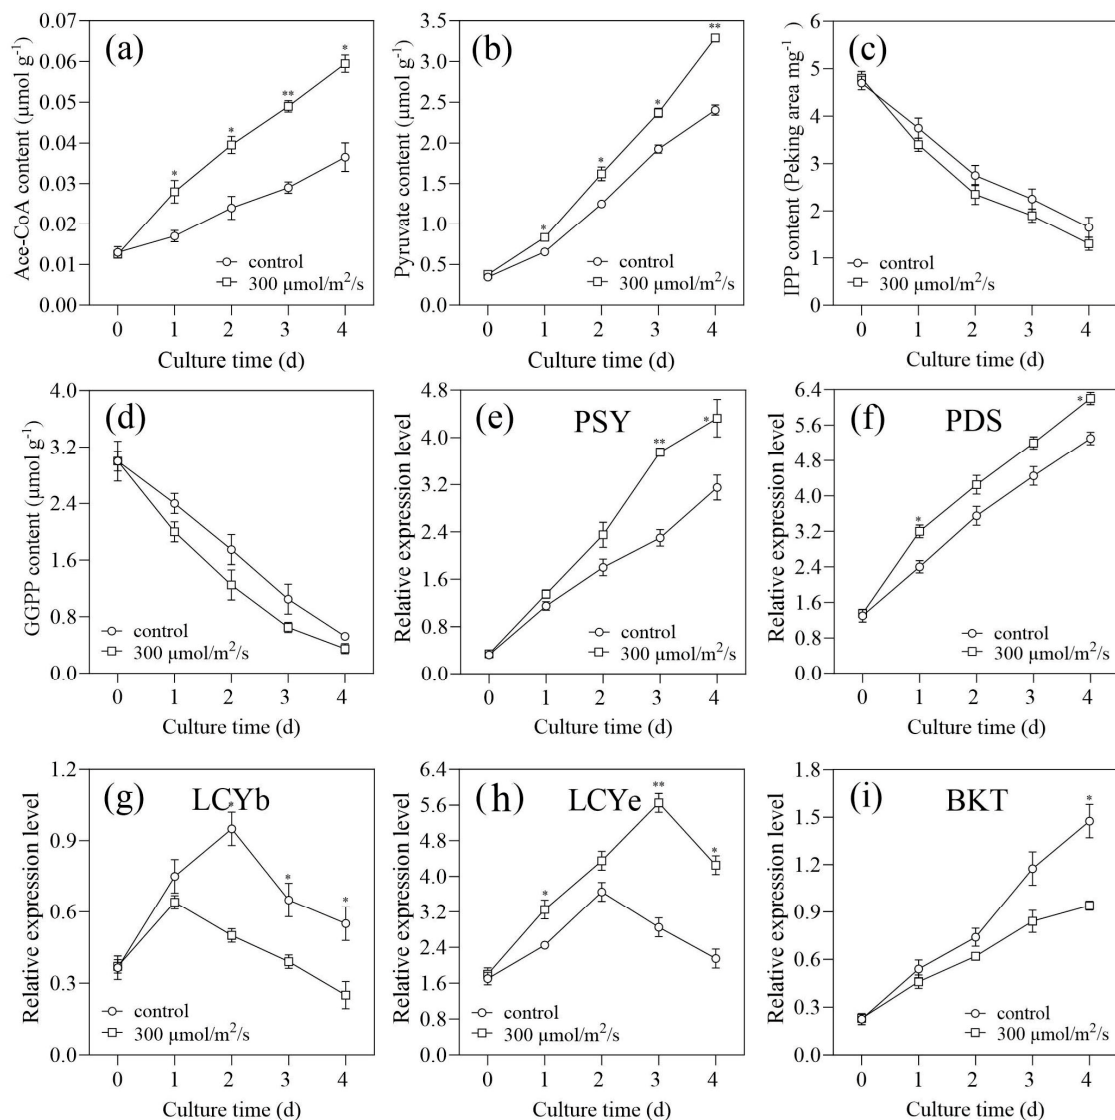 (a)
Ace-CoA content (μmol g⁻¹)
0.07
0.06
0.05
0.04
0.03
0.02
0.01
0.00
*
*
**
*
control
300 μmol/m²/s
0 1 2 3 4
Culture time (d)
(b)
Pyruvate content (μmol g⁻¹)
3.5
3.0
2.5
2.0
1.5
1.0
0.5
0.0
*
*
*
**
control
300 μmol/m²/s
0 1 2 3 4
Culture time (d)
(c)
IPP content (Peking area mg⁻¹)
6
5
4
3
2
1
0
control
300 μmol/m²/s
0 1 2 3 4
Culture time (d)
(d)
GGPP content (μmol g⁻¹)
4.0
3.2
2.4
1.6
0.8
0.0
control
300 μmol/m²/s
0 1 2 3 4
Culture time (d)
(e)
PSY
Relative expression level
4.8
4.0
3.2
2.4
1.6
0.8
0.0
**
*
control
300 μmol/m²/s
0 1 2 3 4
Culture time (d)
(f)
PDS
Relative expression level
6.4
5.6
4.8
4.0
3.2
2.4
1.6
0.8
0.0
*
*
control
300 μmol/m²/s
0 1 2 3 4
Culture time (d)
(g)
LCYb
Relative expression level
1.2
0.9
0.6
0.3
0.0
*
*
*
control
300 μmol/m²/s
0 1 2 3 4
Culture time (d)
(h)
LCYe
Relative expression level
6.4
5.6
4.8
4.0
3.2
2.4
1.6
0.8
0.0
*
**
*
control
300 μmol/m²/s
0 1 2 3 4
Culture time (d)
(i)
BKT
Relative expression level
1.8
1.5
1.2
0.9
0.6
0.3
0.0
*
control
300 μmol/m²/s
0 1 2 3 4
Culture time (d)